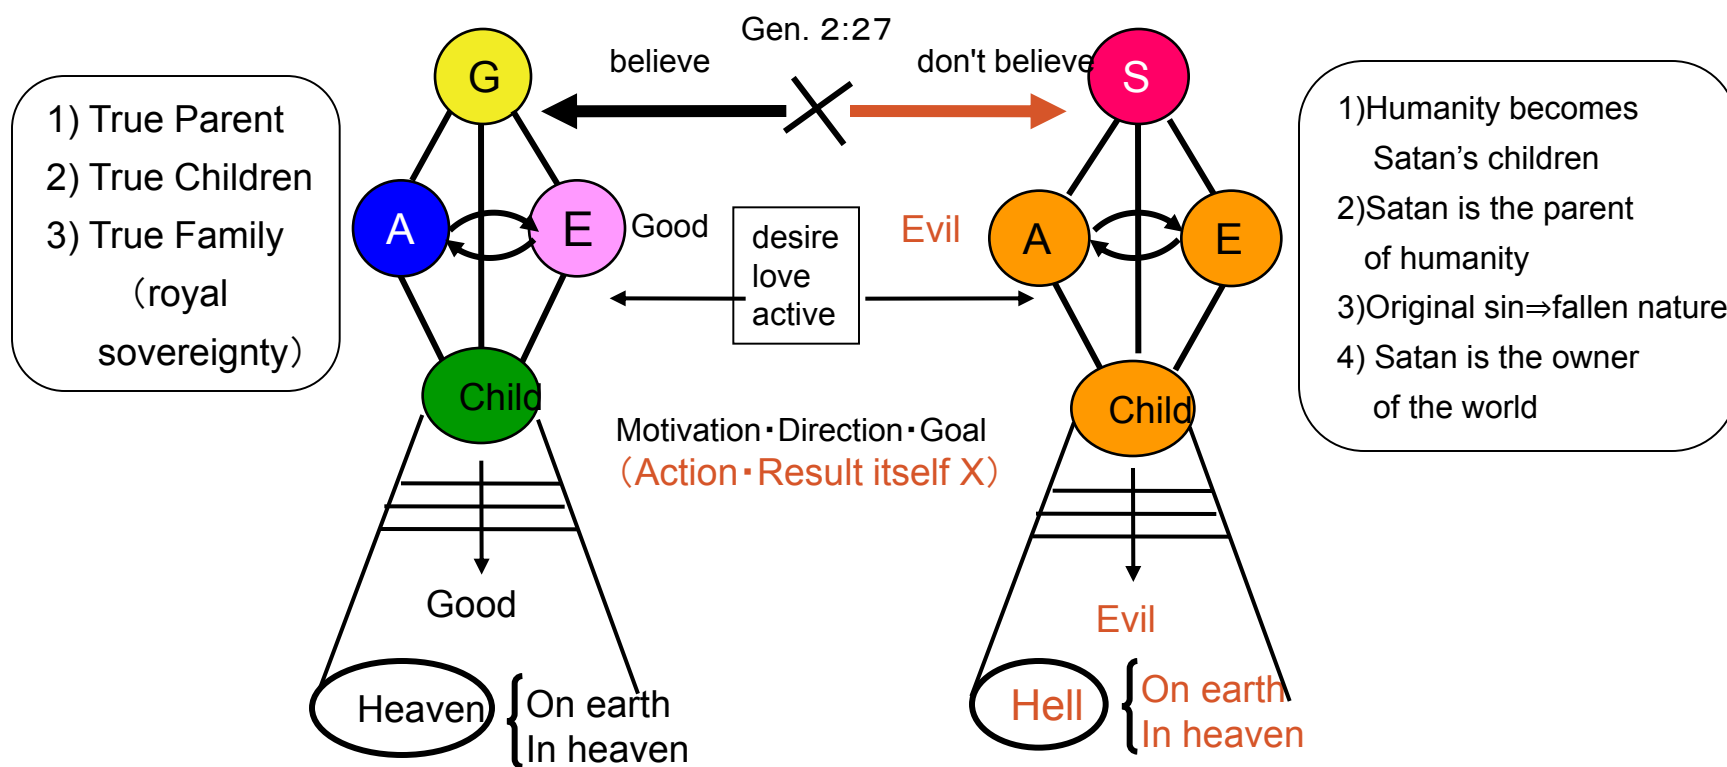 Gen. 2:27
believe
don't believe
G
S
1) True Parent
2) True Children
3) True Family
（royal
sovereignty）
1)Humanity becomes
Satan’s children
2)Satan is the parent
of humanity
3)Original sin⇒fallen nature
4) Satan is the owner
of the world
A
E
Good
desire
love
active
Evil
A
E
Child
Child
Motivation･Direction･Goal
（Action･Result itself X）
Good
Evil
Heaven
On earth
In heaven
Hell
On earth
In heaven